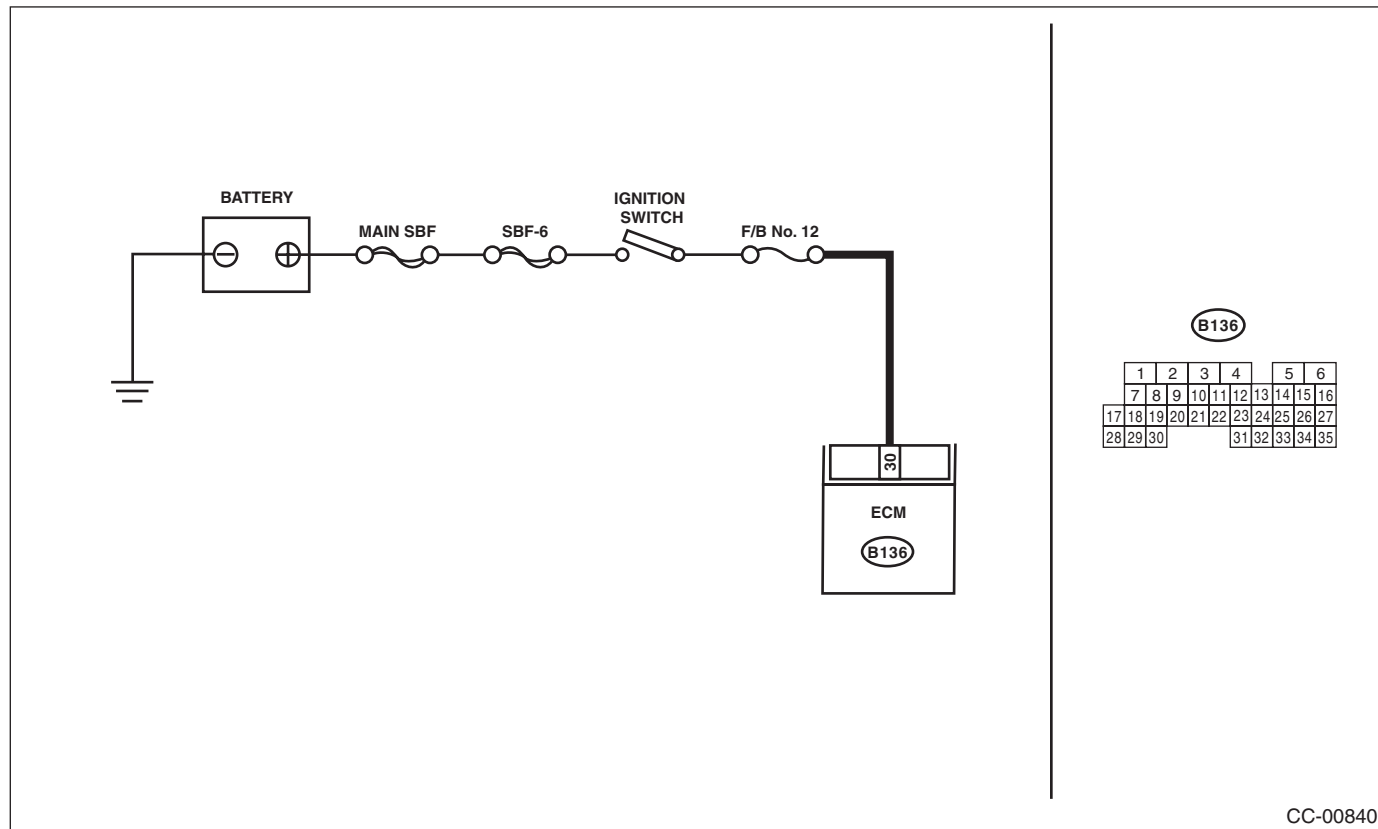 BATTERY
MAIN SBF
SBF-6
IGNITION
SWITCH
F/B No. 12
30
ECM
B136
B136
1 2 3 4 5 6
7 8 9 10 11 12 13 14 15 16
17 18 19 20 21 22 23 24 25 26 27
28 29 30 31 32 33 34 35
CC-00840